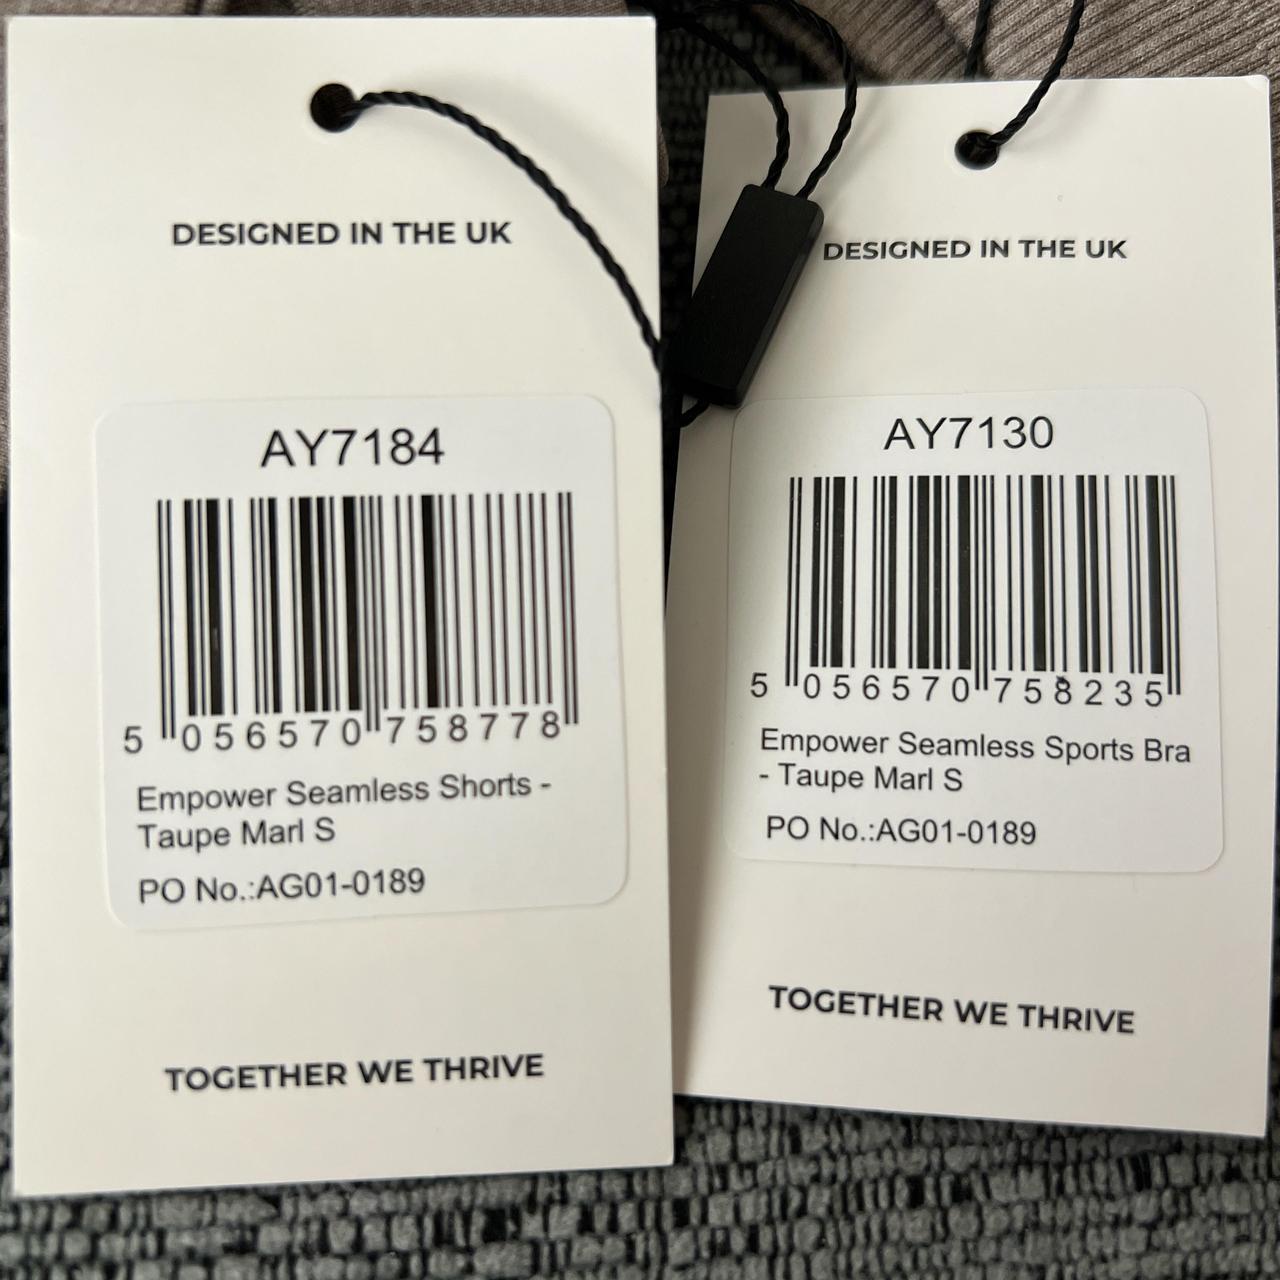 DESIGNED IN THE UK
AY7184
5 056570 758778
Empower Seamless Shorts -
Taupe Marl S
PO No.:AG01-0189
TOGETHER WE THRIVE
DESIGNED IN THE UK
AY7130
5 056570 758235
Empower Seamless Sports Bra
- Taupe Marl S
PO No.:AG01-0189
TOGETHER WE THRIVE